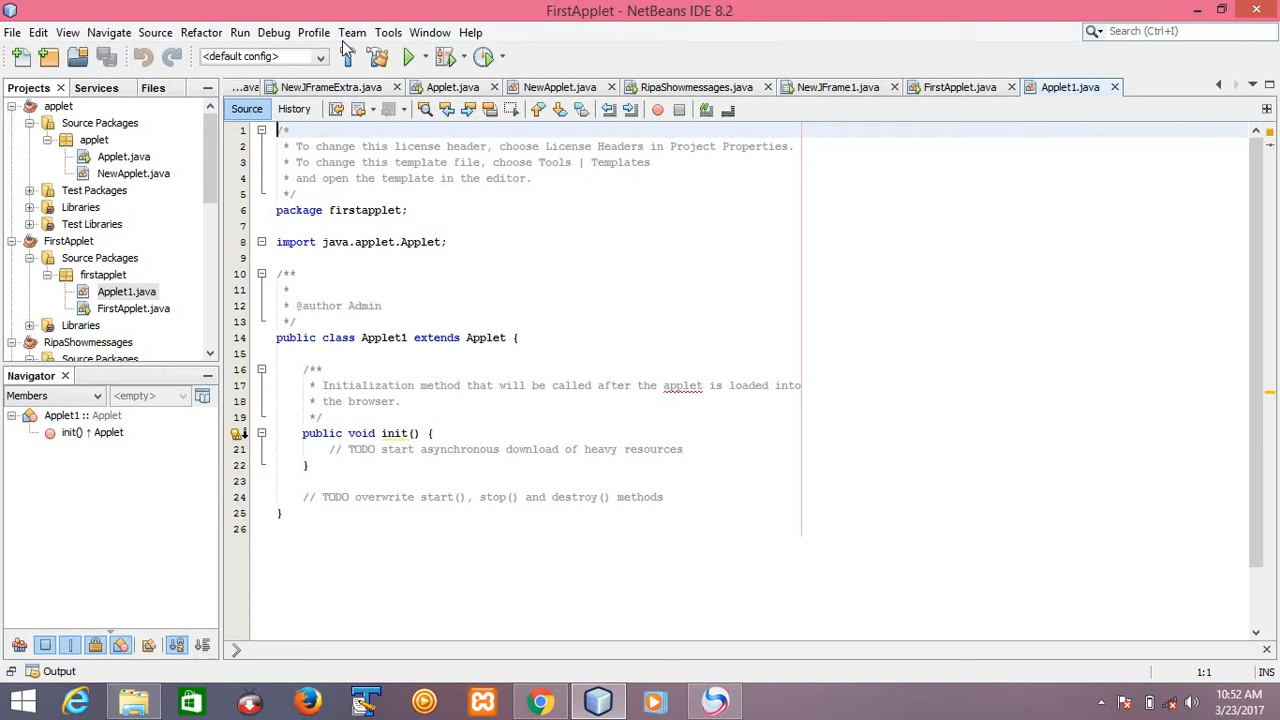 FirstApplet - NetBeans IDE 8.2
File Edit View Navigate Source Refactor Run Debug Profile Team Tools Window Help
Search (Ctrl+I)
<default config>
Projects Services Files
...ava NewJFrameExtra.java Applet.java NewApplet.java RipaShowmessages.java NewJFrame1.java FirstApplet.java Applet1.java
Source History
applet
Source Packages
applet
Applet.java
NewApplet.java
Test Packages
Libraries
Test Libraries
FirstApplet
Source Packages
firstapplet
Applet1.java
FirstApplet.java
Libraries
RipaShowmessages
Source Packages
Navigator
Members <empty>
Applet1 :: Applet
init() ↑ Applet
1 /*
2 * To change this license header, choose License Headers in Project Properties.
3 * To change this template file, choose Tools | Templates
4 * and open the template in the editor.
5 */
6 package firstapplet;
7
8 import java.applet.Applet;
9
10 /**
11 *
12 * @author Admin
13 */
14 public class Applet1 extends Applet {
15
16 /**
17 * Initialization method that will be called after the applet is loaded into
18 * the browser.
19 */
public void init() {
21 // TODO start asynchronous download of heavy resources
22 }
23
24 // TODO overwrite start(), stop() and destroy() methods
25 }
26
Output
1:1 INS
10:52 AM
3/23/2017